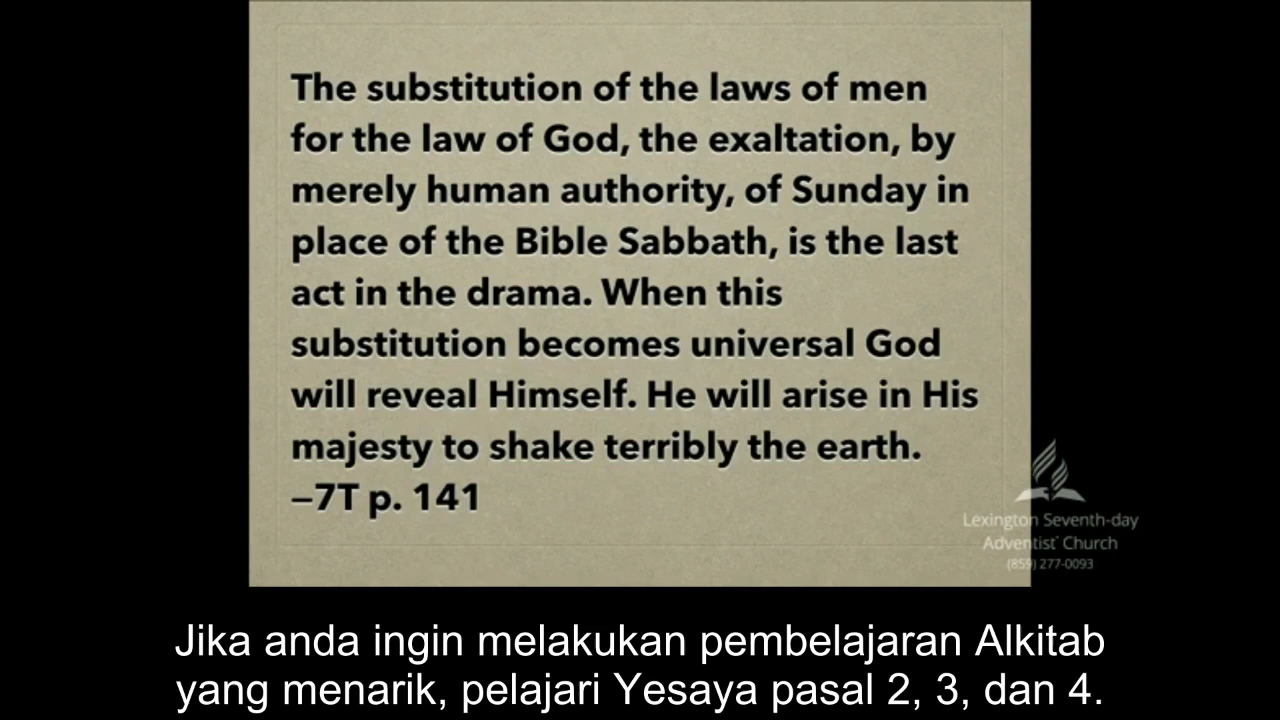 The substitution of the laws of men
for the law of God, the exaltation, by
merely human authority, of Sunday in
place of the Bible Sabbath, is the last
act in the drama. When this
substitution becomes universal God
will reveal Himself. He will arise in His
majesty to shake terribly the earth.
—7T p. 141
Lexington Seventh-day
Adventist Church
(859) 277-0093
Jika anda ingin melakukan pembelajaran Alkitab
yang menarik, pelajari Yesaya pasal 2, 3, dan 4.